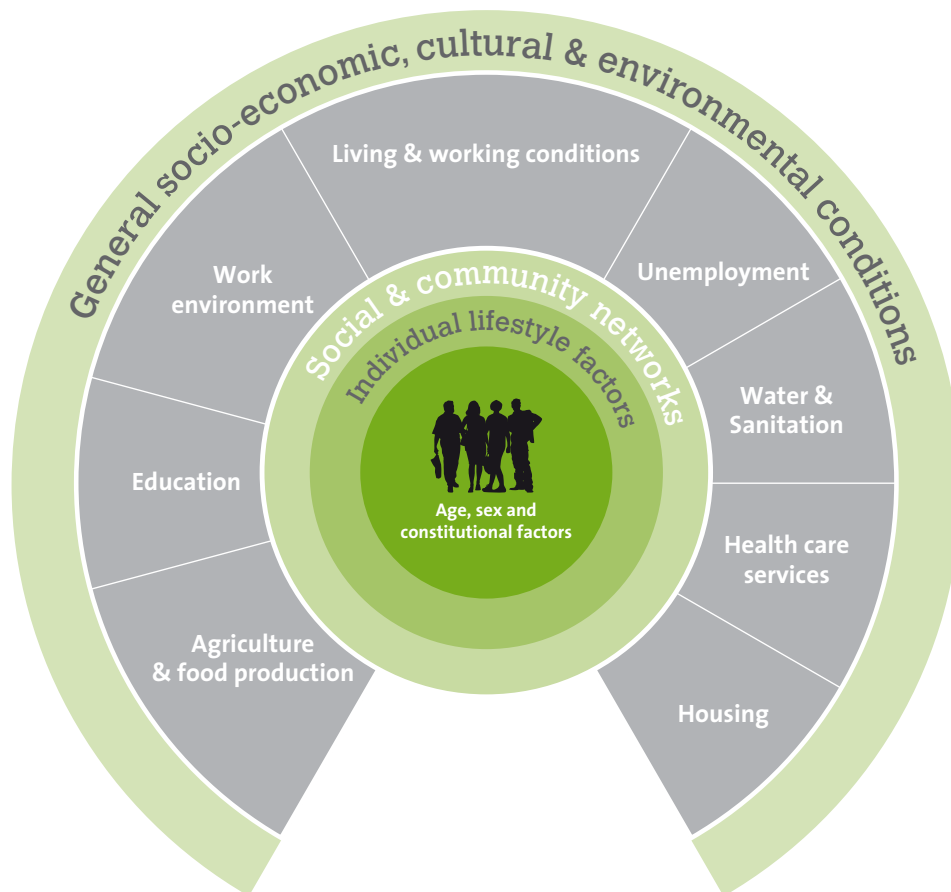 General socio-economic, cultural & environmental conditions
Living & working conditions
Work
environment
Unemployment
Social & community networks
Individual lifestyle factors
Water &
Sanitation
Education
Age, sex and
constitutional factors
Health care
services
Agriculture
& food production
Housing